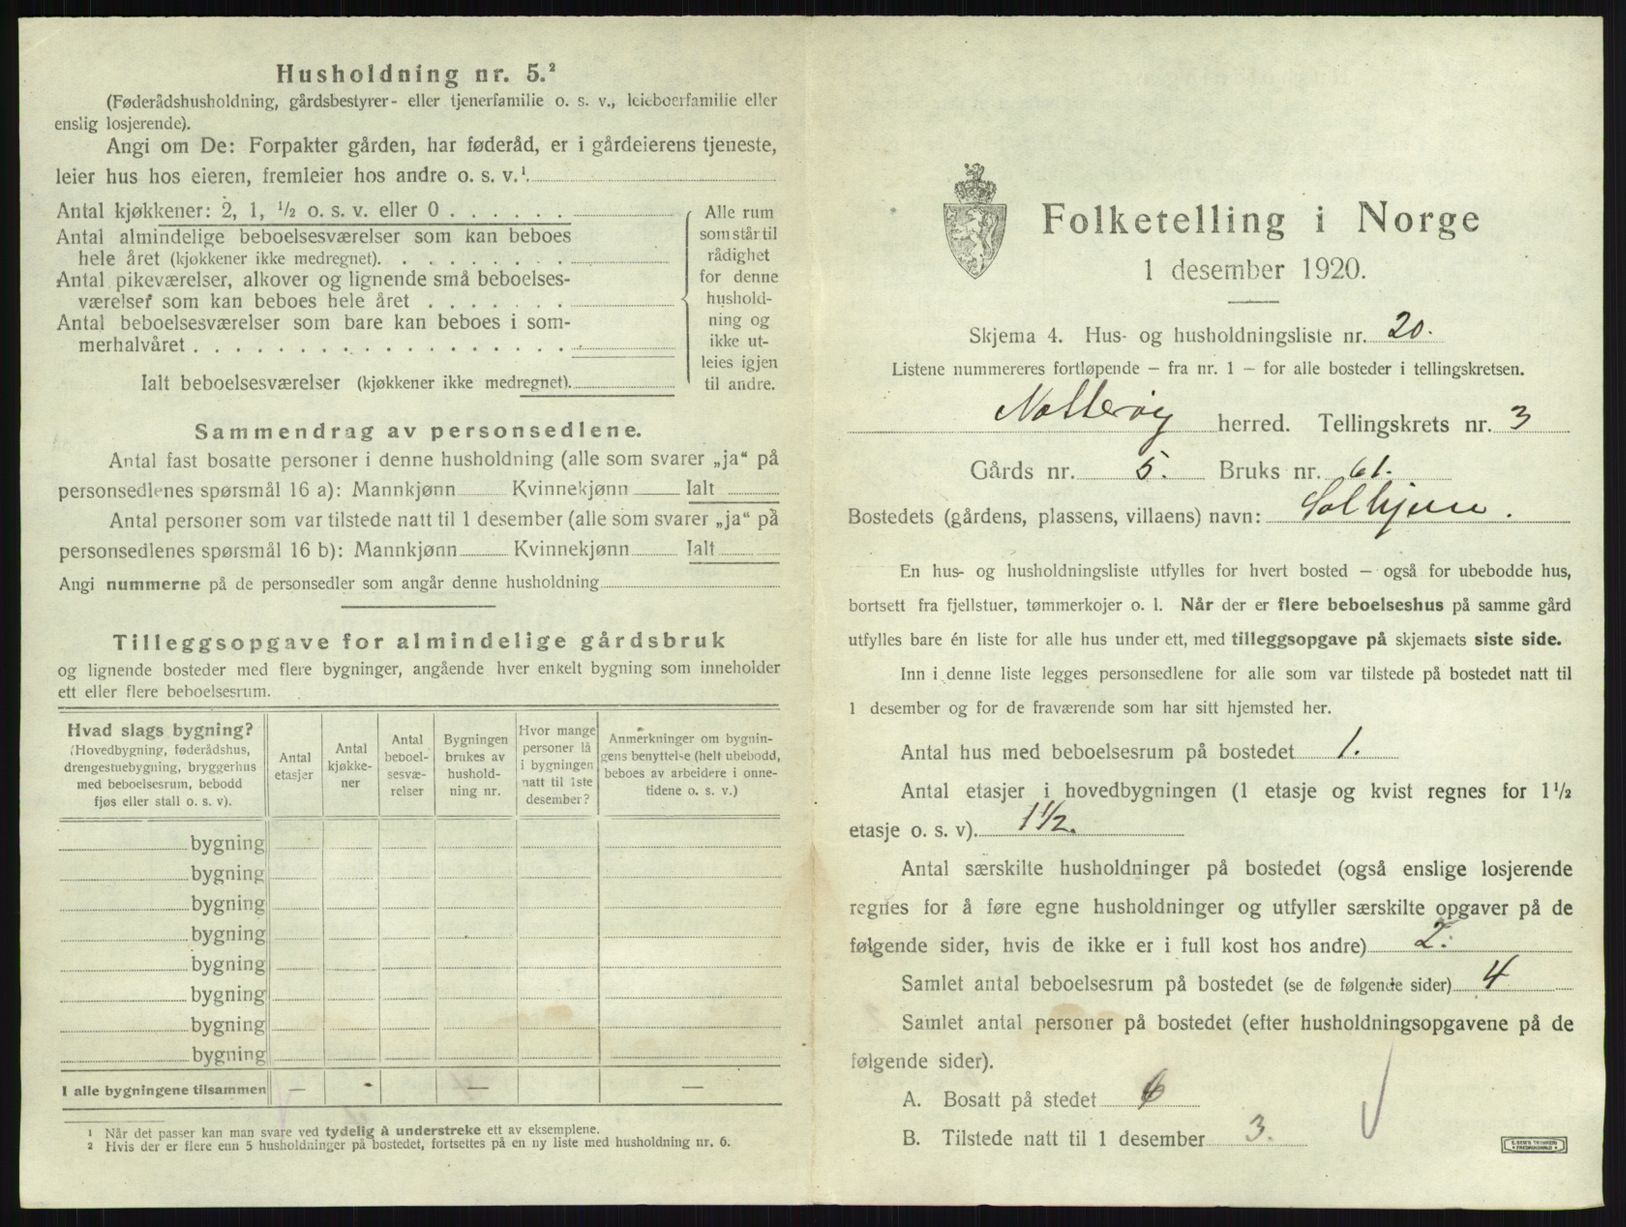 Husholdning nr. 5.²
(Føderådshusholdning, gårdsbestyrer- eller tjenerfamilie o. s. v., leieboerfamilie eller
enslig losjerende).
Angi om De: Forpakter gården, har føderåd, er i gårdeierens tjeneste,
leier hus hos eieren, fremleier hos andre o. s. v.¹.
Antal kjøkkener: 2, 1, ½ o. s. v. eller 0 . . . . . .
Antal almindelige beboelsesværelser som kan beboes
hele året (kjøkkener ikke medregnet). . . . . . . .
Antal pikeværelser, alkover og lignende små beboelses-
værelser som kan beboes hele året . . . . . . .
Antal beboelsesværelser som bare kan beboes i som-
merhalvåret . . . . . . . . . . . . . . . . . .
Ialt beboelsesværelser (kjøkkener ikke medregnet).
Alle rum
som står til
rådighet
for denne
hushold-
ning og
ikke ut-
leies igjen
til andre.
Sammendrag av personsedlene.
Antal fast bosatte personer i denne husholdning (alle som svarer „ja“ på
personsedlenes spørsmål 16 a): Mannkjønn Kvinnekjønn Ialt
Antal personer som var tilstede natt til 1 desember (alle som svarer „ja“ på
personsedlenes spørsmål 16 b): Mannkjønn Kvinnekjønn Ialt
Angi nummerne på de personsedler som angår denne husholdning
Tilleggsopgave for almindelige gårdsbruk
og lignende bosteder med flere bygninger, angående hver enkelt bygning som inneholder
ett eller flere beboelsesrum.
Hvad slags bygning?
(Hovedbygning, føderådshus,
drengestuebygning, bryggerhus
med beboelsesrum, bebodd
fjøs eller stall o. s. v).
Antal
etasjer
Antal
kjøkke-
ner
Antal
beboel-
sesvæ-
relser
Bygningen
brukes av
hushold-
ning nr.
Hvor mange
personer lå
i bygningen
natt til 1ste
desember?
Anmerkninger om bygnin-
gens benyttelse (helt ubebodd,
beboes av arbeidere i onne-
tidene o. s. v.)
bygning
bygning
bygning
bygning
bygning
bygning
bygning
bygning
I alle bygningene tilsammen — - — —
¹ Når det passer kan man svare ved tydelig å understreke ett av eksemplene.
² Hvis der er flere enn 5 husholdninger på bostedet, fortsettes på en ny liste med husholdning nr. 6.
Folketelling i Norge
1 desember 1920.
Skjema 4. Hus- og husholdningsliste nr. 20.
Listene nummereres fortløpende – fra nr. 1 – for alle bosteder i tellingskretsen.
Nøtterøy herred. Tellingskrets nr. 3
Gårds nr. 5. Bruks nr. 61.
Bostedets (gårdens, plassens, villaens) navn: Solhjem.
En hus- og husholdningsliste utfylles for hvert bosted – også for ubebodde hus,
bortsett fra fjellstuer, tømmerkojer o. l. Når der er flere beboelseshus på samme gård
utfylles bare én liste for alle hus under ett, med tilleggsopgave på skjemaets siste side.
Inn i denne liste legges personsedlene for alle som var tilstede på bostedet natt til
1 desember og for de fraværende som har sitt hjemsted her.
Antal hus med beboelsesrum på bostedet 1.
Antal etasjer i hovedbygningen (1 etasje og kvist regnes for 1½
etasje o. s. v). 1½.
Antal særskilte husholdninger på bostedet (også enslige losjerende
regnes for å føre egne husholdninger og utfyller særskilte opgaver på de
følgende sider, hvis de ikke er i full kost hos andre) 2.
Samlet antal beboelsesrum på bostedet (se de følgende sider) 4
Samlet antal personer på bostedet (efter husholdningsopgavene på de
følgende sider).
A. Bosatt på stedet 6
B. Tilstede natt til 1 desember 3.